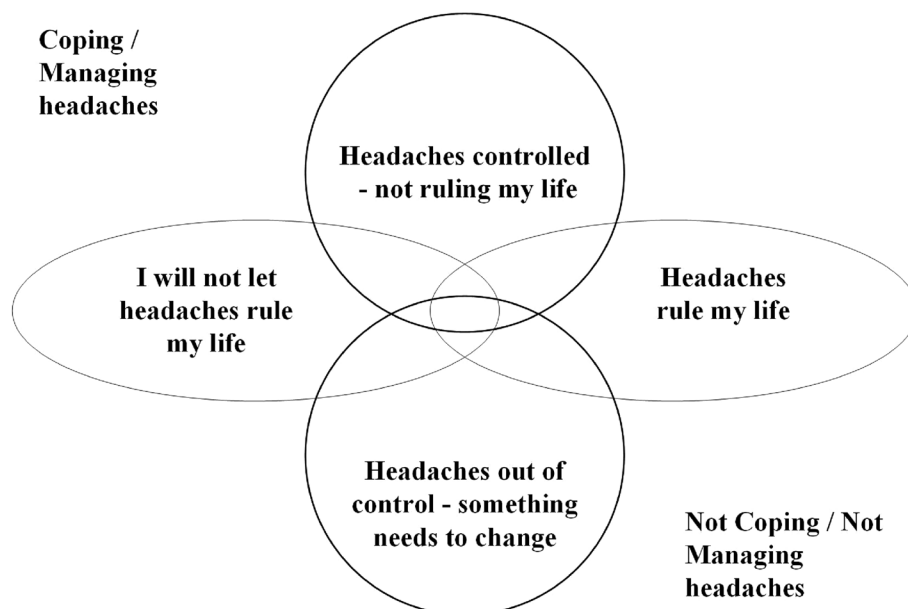 Coping /
Managing
headaches
Headaches controlled
- not ruling my life
I will not let
headaches rule
my life
Headaches
rule my life
Headaches out of
control - something
needs to change
Not Coping / Not
Managing
headaches